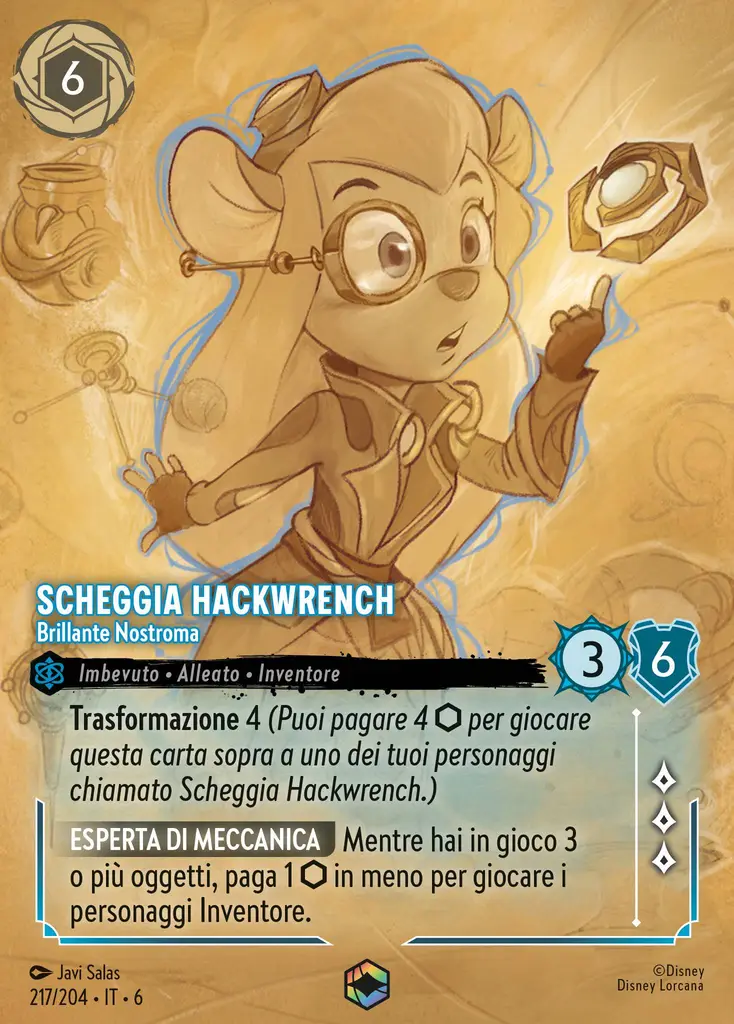 6
SCHEGGIA HACKWRENCH
Brillante Nostroma
3
6
Imbevuto • Alleato • Inventore
Trasformazione 4 (Puoi pagare 4 per giocare
questa carta sopra a uno dei tuoi personaggi
chiamato Scheggia Hackwrench.)
ESPERTA DI MECCANICA Mentre hai in gioco 3
o più oggetti, paga 1 in meno per giocare i
personaggi Inventore.
Javi Salas
217/204 • IT • 6
©Disney
Disney Lorcana